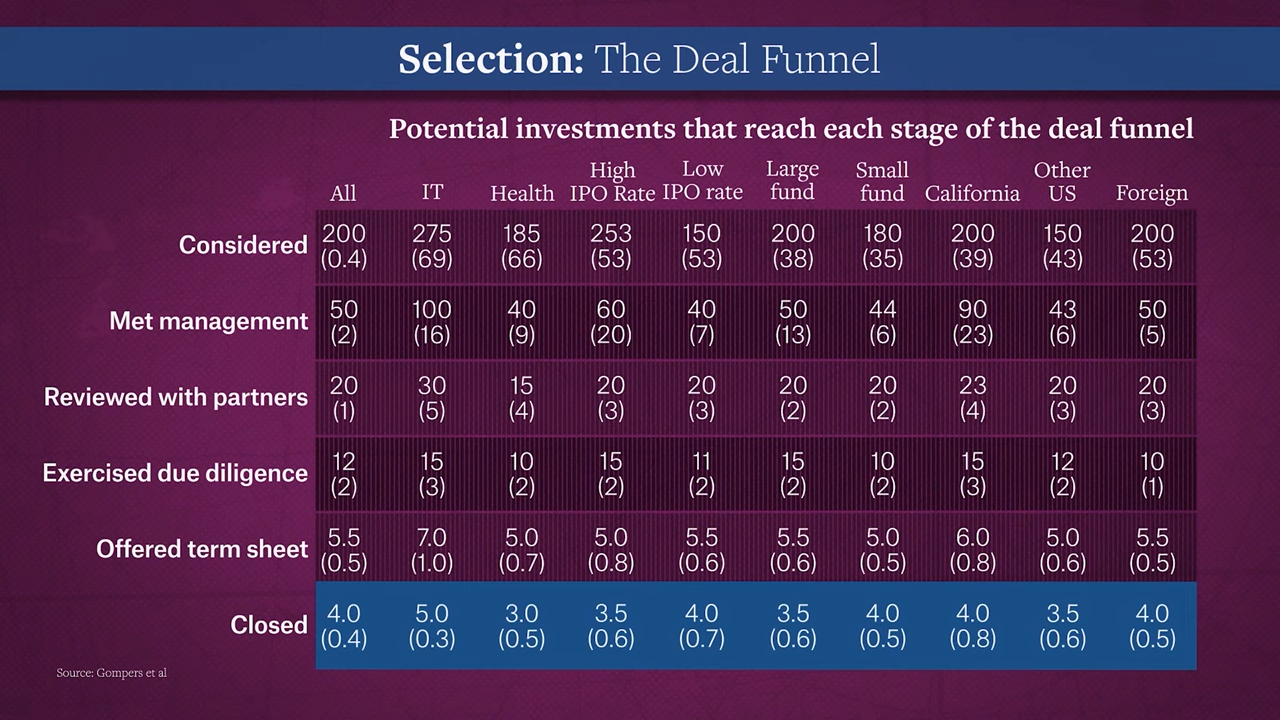 Selection: The Deal Funnel
Potential investments that reach each stage of the deal funnel
All IT Health High IPO Rate Low IPO rate Large fund Small fund California Other US Foreign
Considered 200 275 185 253 150 200 180 200 150 200
(0.4) (69) (66) (53) (53) (38) (35) (39) (43) (53)
Met management 50 100 40 60 40 50 44 90 43 50
(2) (16) (9) (20) (7) (13) (6) (23) (6) (5)
Reviewed with partners 20 30 15 20 20 20 20 23 20 20
(1) (5) (4) (3) (3) (2) (2) (4) (3) (3)
Exercised due diligence 12 15 10 15 11 15 10 15 12 10
(2) (3) (2) (2) (2) (2) (2) (3) (2) (1)
Offered term sheet 5.5 7.0 5.0 5.0 5.5 5.5 5.0 6.0 5.0 5.5
(0.5) (1.0) (0.7) (0.8) (0.6) (0.6) (0.5) (0.8) (0.6) (0.5)
Closed 4.0 5.0 3.0 3.5 4.0 3.5 4.0 4.0 3.5 4.0
(0.4) (0.3) (0.5) (0.6) (0.7) (0.6) (0.5) (0.8) (0.6) (0.5)
Source: Gompers et al